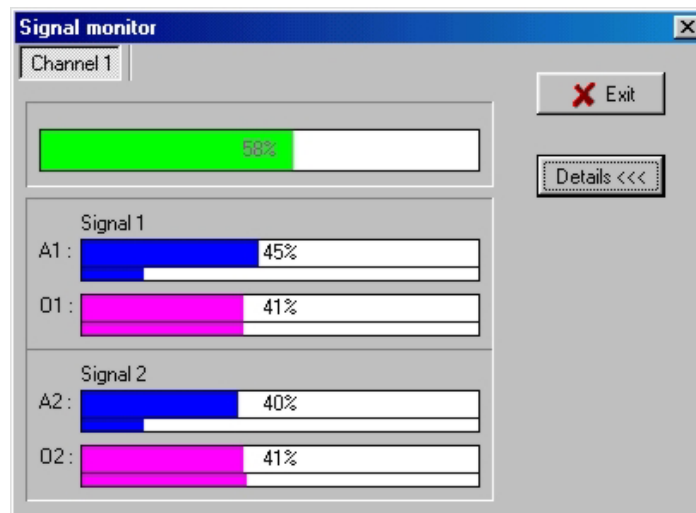 Signal monitor
Channel 1
Exit
58%
Details <<<
Signal 1
A1 : 45%
O1 : 41%
Signal 2
A2 : 40%
O2 : 41%